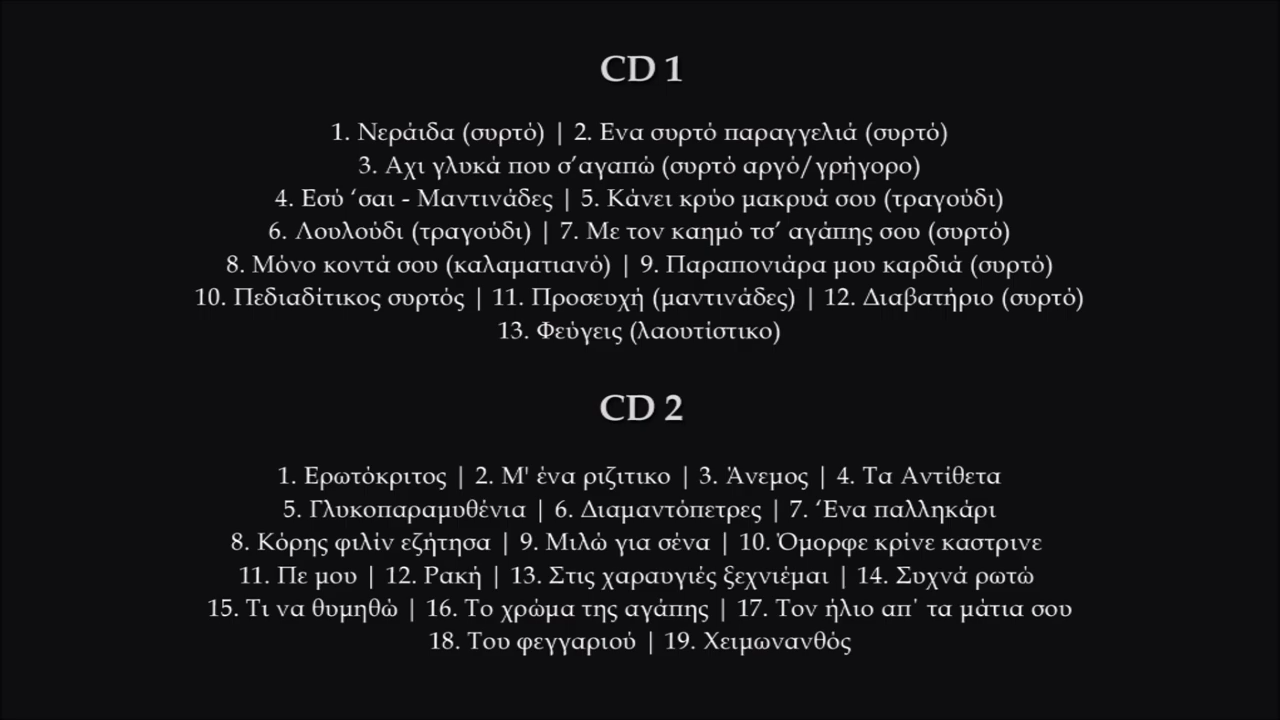 CD 1
1. Νεράιδα (συρτό) | 2. Ενα συρτό παραγγελιά (συρτό)
3. Αχι γλυκά που σ’αγαπώ (συρτό αργό/γρήγορο)
4. Εσύ ‘σαι - Μαντινάδες | 5. Κάνει κρύο μακρυά σου (τραγούδι)
6. Λουλούδι (τραγούδι) | 7. Με τον καημό τσ’ αγάπης σου (συρτό)
8. Μόνο κοντά σου (καλαματιανό) | 9. Παραπονιάρα μου καρδιά (συρτό)
10. Πεδιαδίτικος συρτός | 11. Προσευχή (μαντινάδες) | 12. Διαβατήριο (συρτό)
13. Φεύγεις (λαουτίστικο)
CD 2
1. Ερωτόκριτος | 2. Μ' ένα ριζιτικο | 3. Άνεμος | 4. Τα Αντίθετα
5. Γλυκοπαραμυθένια | 6. Διαμαντόπετρες | 7. ‘Ενα παλληκάρι
8. Κόρης φιλίν εζήτησα | 9. Μιλώ για σένα | 10. Όμορφε κρίνε καστρινε
11. Πε μου | 12. Ρακή | 13. Στις χαραυγιές ξεχνιέμαι | 14. Συχνά ρωτώ
15. Τι να θυμηθώ | 16. Το χρώμα της αγάπης | 17. Τον ήλιο απ΄ τα μάτια σου
18. Του φεγγαριού | 19. Χειμωνανθός